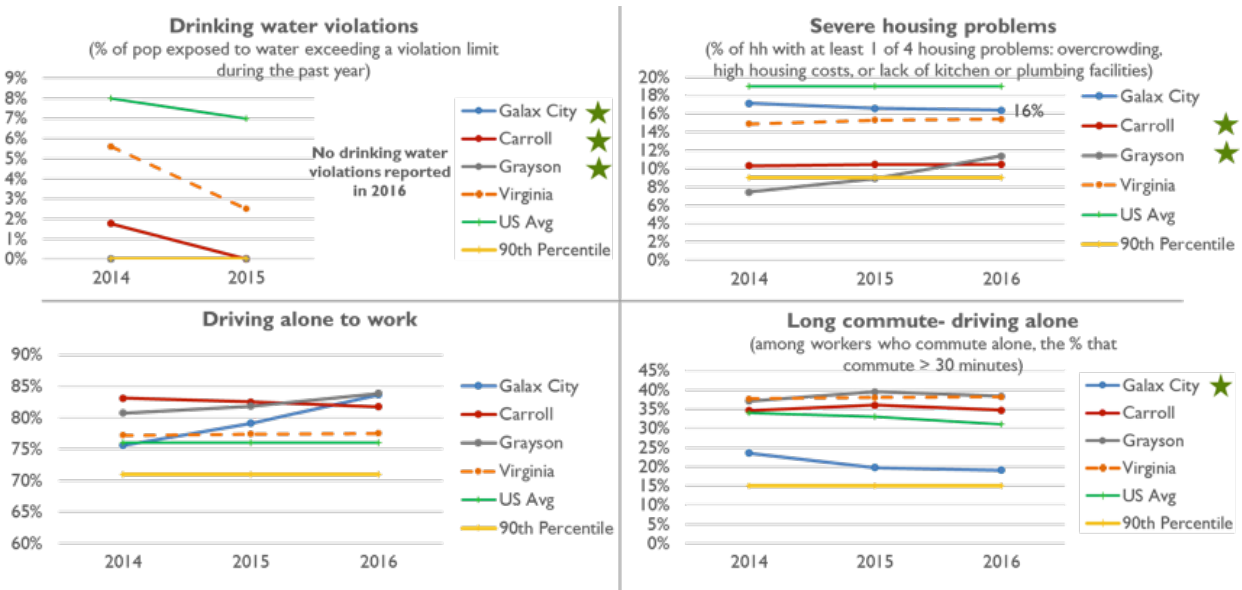 Drinking water violations
(% of pop exposed to water exceeding a violation limit
during the past year)
9%
8%
7%
6%
5%
4%
3%
2%
1%
0%
2014
2015
No drinking water
violations reported
in 2016
Galax City
Carroll
Grayson
Virginia
US Avg
90th Percentile
Severe housing problems
(% of hh with at least 1 of 4 housing problems: overcrowding,
high housing costs, or lack of kitchen or plumbing facilities)
20%
18%
16%
14%
12%
10%
8%
6%
4%
2%
0%
16%
2014
2015
2016
Galax City
Carroll
Grayson
Virginia
US Avg
90th Percentile
Driving alone to work
90%
85%
80%
75%
70%
65%
60%
2014
2015
2016
Galax City
Carroll
Grayson
Virginia
US Avg
90th Percentile
Long commute- driving alone
(among workers who commute alone, the % that
commute > 30 minutes)
45%
40%
35%
30%
25%
20%
15%
10%
5%
0%
2014
2015
2016
Galax City
Carroll
Grayson
Virginia
US Avg
90th Percentile